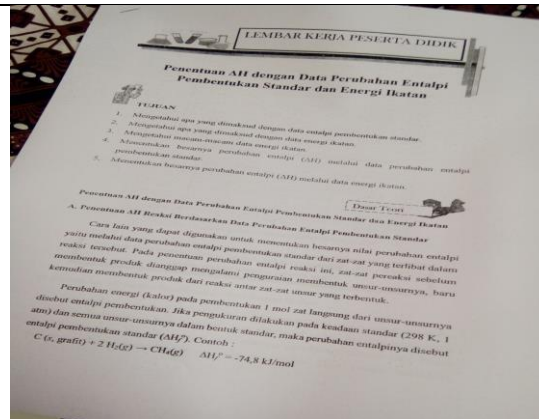 LEMBAR KERJA PESERTA DIDIK
Penentuan ΔH dengan Data Perubahan Entalpi
Pembentukan Standar dan Energi Ikatan
TUJUAN
1. Mengetahui apa yang dimaksud dengan data entalpi pembentukan standar.
2. Mengetahui apa yang dimaksud dengan data energi ikatan.
3. Mengetahui macam-macam data energi ikatan.
4. Menentukan besarnya perubahan entalpi (ΔH) melalui data perubahan entalpi
pembentukan standar.
5. Menentukan besarnya perubahan entalpi (ΔH) melalui data energi ikatan.
Dasar Teori
Penentuan ΔH dengan Data Perubahan Entalpi Pembentukan Standar dan Energi Ikatan
A. Penentuan ΔH Reaksi Berdasarkan Data Perubahan Entalpi Pembentukan Standar
Cara lain yang dapat digunakan untuk menentukan besarnya nilai perubahan entalpi
yaitu melalui data perubahan entalpi pembentukan standar dari zat-zat yang terlibat dalam
reaksi tersebut. Pada penentuan perubahan entalpi reaksi ini, zat-zat pereaksi sebelum
membentuk produk dianggap mengalami penguraian membentuk unsur-unsurnya, baru
kemudian membentuk produk dari reaksi antar zat-zat unsur yang terbentuk.
Perubahan energi (kalor) pada pembentukan 1 mol zat langsung dari unsur-unsurnya
disebut entalpi pembentukan. Jika pengukuran dilakukan pada keadaan standar (298 K, 1
atm) dan semua unsur-unsurnya dalam bentuk standar, maka perubahan entalpinya disebut
entalpi pembentukan standar (ΔHf°). Contoh :
C (s, grafit) + 2 H₂(g) → CH₄(g) ΔHf° = -74,8 kJ/mol